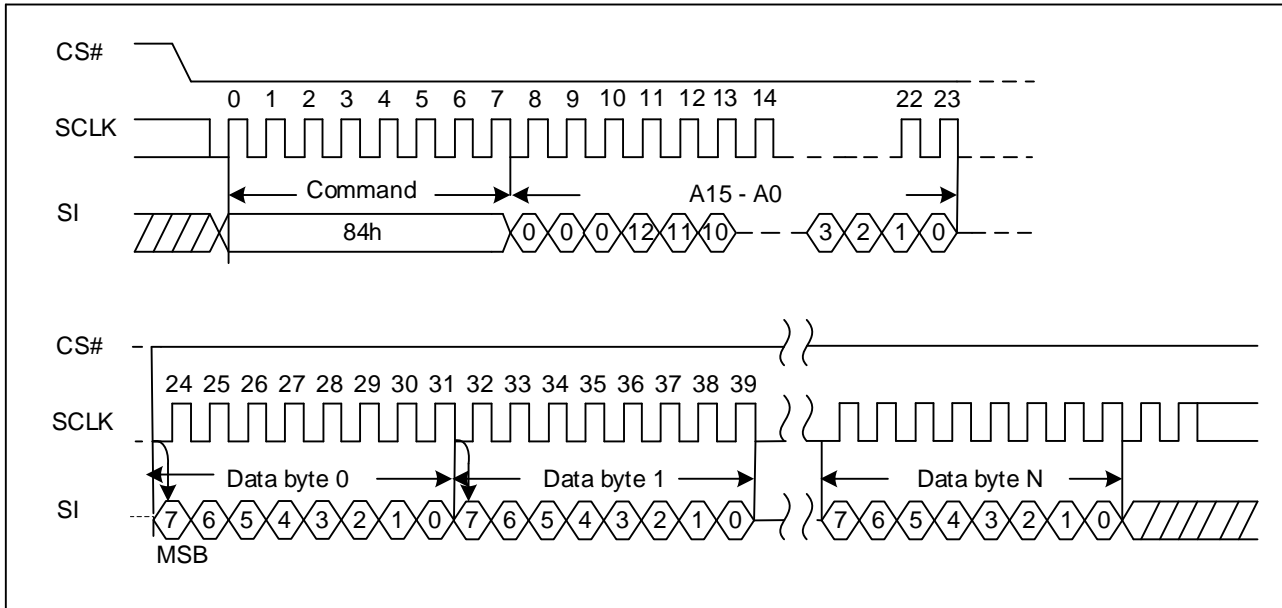 CS#
0 1 2 3 4 5 6 7 8 9 10 11 12 13 14 22 23
SCLK
Command A15 - A0
SI
84h 0 0 0 12 11 10 3 2 1 0
CS#
24 25 26 27 28 29 30 31 32 33 34 35 36 37 38 39
SCLK
Data byte 0 Data byte 1 Data byte N
SI
7 6 5 4 3 2 1 0 7 6 5 4 3 2 1 0 7 6 5 4 3 2 1 0
MSB